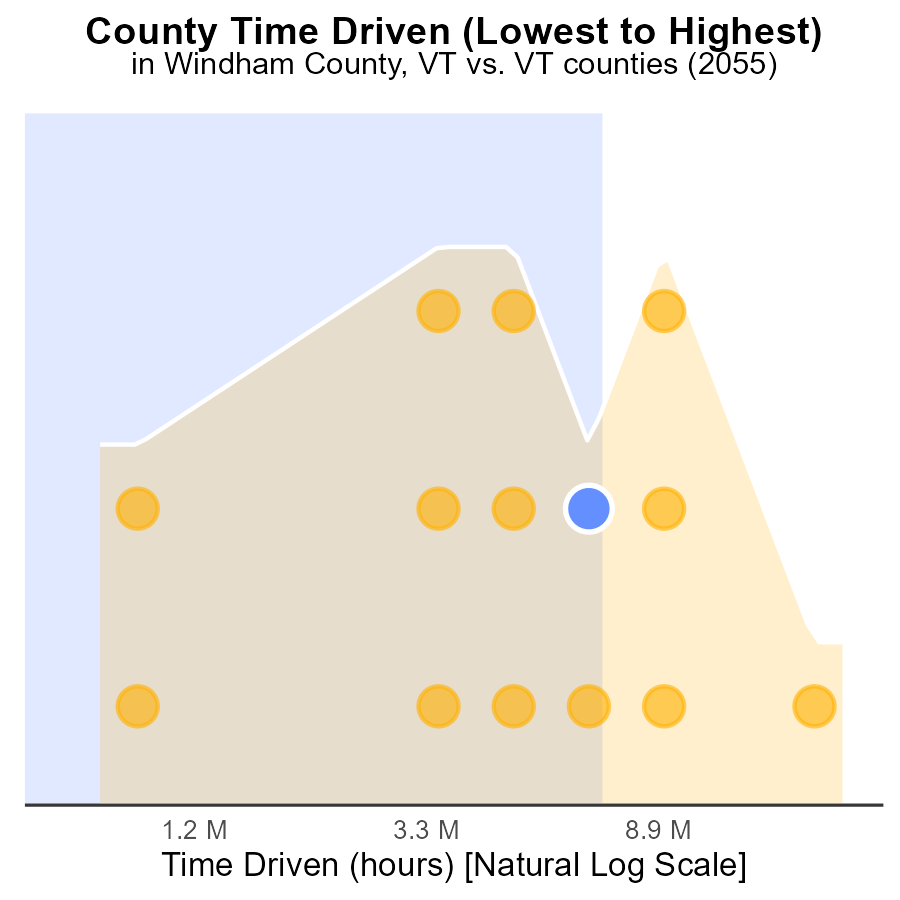 County Time Driven (Lowest to Highest)
in Windham County, VT vs. VT counties (2055)
1.2 M 3.3 M 8.9 M
Time Driven (hours) [Natural Log Scale]